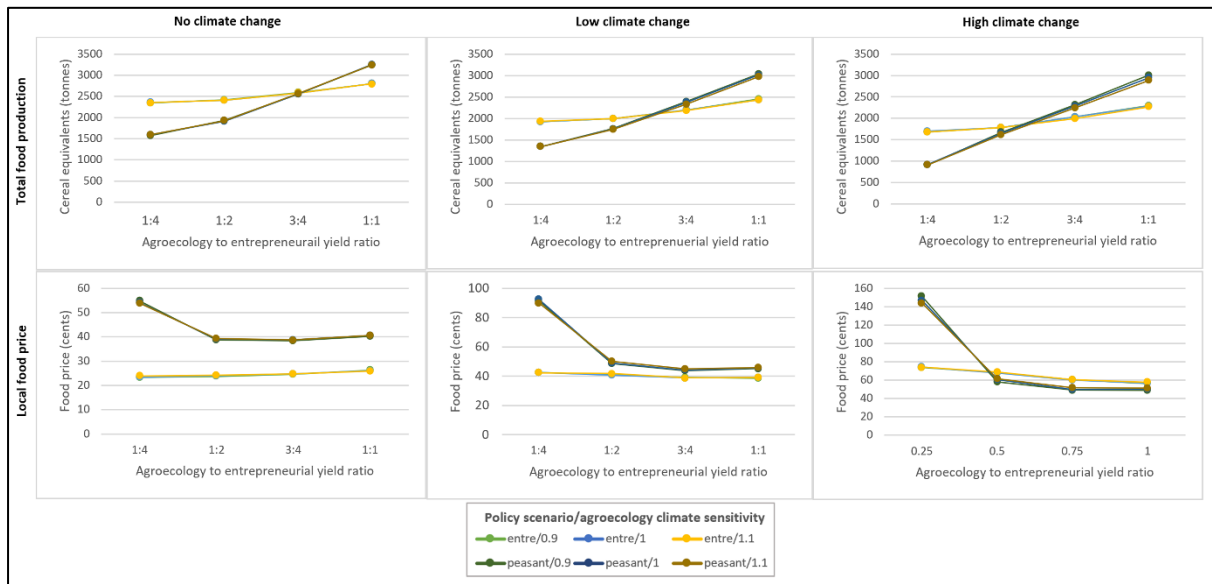 No climate change
Low climate change
High climate change
Total food production
Cereal equivalents (tonnes)
3500
3000
2500
2000
1500
1000
500
0
1:4 1:2 3:4 1:1
Agroecology to entrepreneurail yield ratio
Cereal equivalents (tonnes)
3500
3000
2500
2000
1500
1000
500
0
1:4 1:2 3:4 1:1
Agroecology to entreprenuerial yield ratio
Cereal equivalents (tonnes)
3500
3000
2500
2000
1500
1000
500
0
1:4 1:2 3:4 1:1
Agroecology to entrepreneurial yield ratio
Local food price
Food price (cents)
60
50
40
30
20
10
0
1:4 1:2 3:4 1:1
Agroecology to entrepreneurial yield ratio
Food price (cents)
100
80
60
40
20
0
1:4 1:2 3:4 1:1
Agroecology to entrepreneurial yield ratio
Food price (cents)
160
140
120
100
80
60
40
20
0
0.25 0.5 0.75 1
Agroecology to entrepreneurial yield ratio
Policy scenario/agroecology climate sensitivity
entre/0.9 entre/1 entre/1.1
peasant/0.9 peasant/1 peasant/1.1